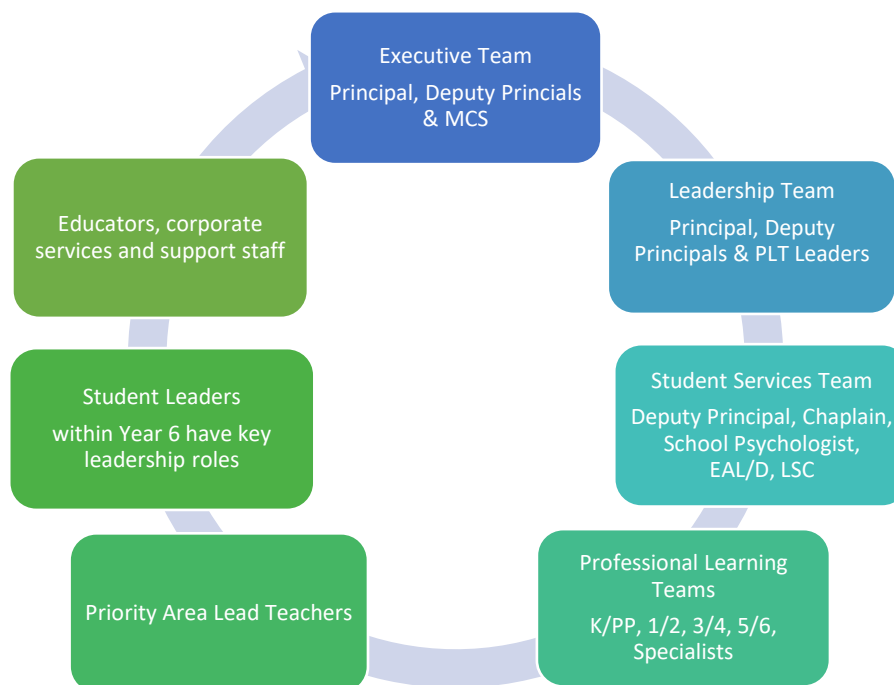 Executive Team
Principal, Deputy Princials
& MCS
Leadership Team
Principal, Deputy
Principals & PLT Leaders
Student Services Team
Deputy Principal, Chaplain,
School Psychologist,
EAL/D, LSC
Professional Learning
Teams
K/PP, 1/2, 3/4, 5/6,
Specialists
Priority Area Lead Teachers
Student Leaders
within Year 6 have key
leadership roles
Educators, corporate
services and support staff